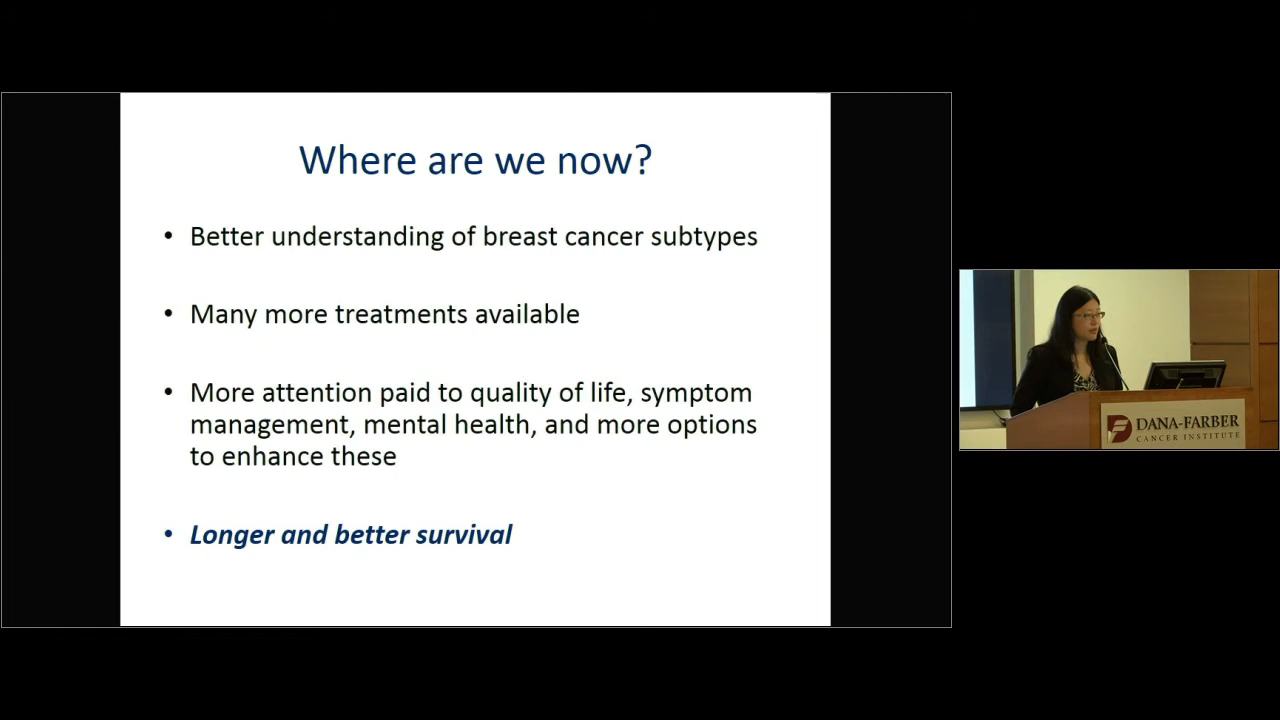 Where are we now?
• Better understanding of breast cancer subtypes
• Many more treatments available
• More attention paid to quality of life, symptom
management, mental health, and more options
to enhance these
• Longer and better survival
DANA-FARBER
CANCER INSTITUTE